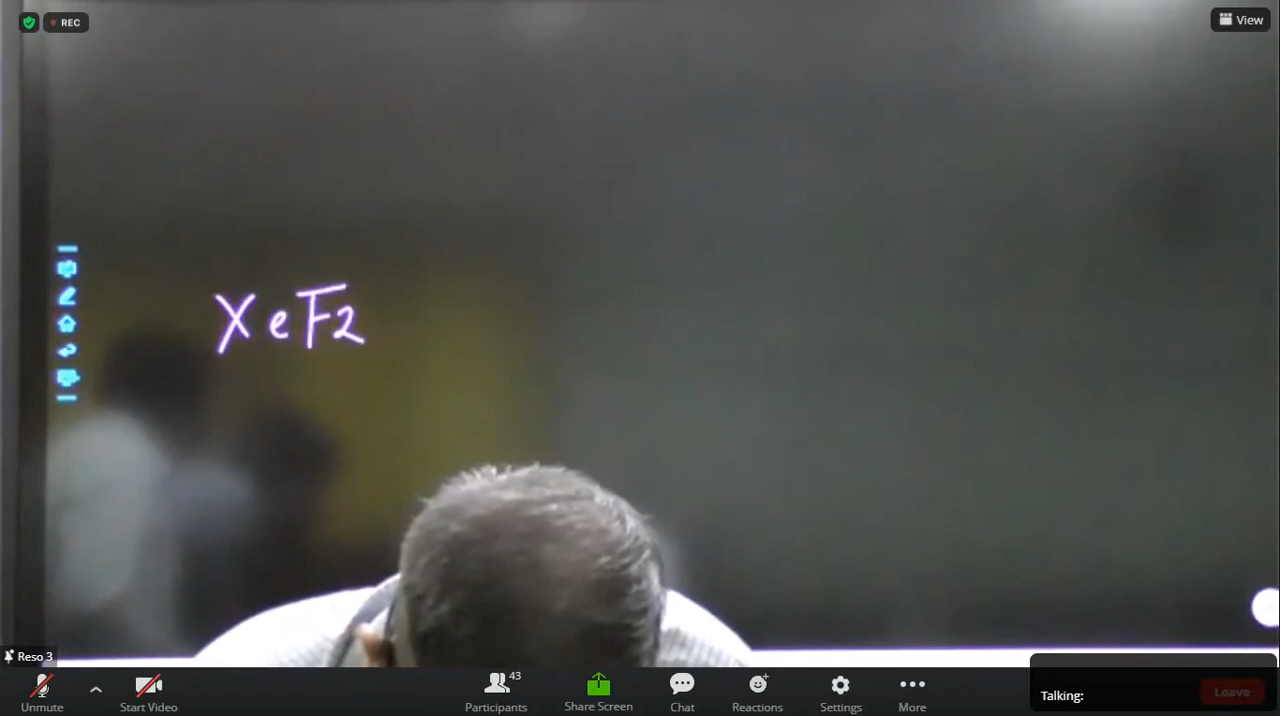 REC
View
XeF2
Reso 3
Unmute
Start Video
Participants 43
Share Screen
Chat
Reactions
Settings
More
Talking:
Leave